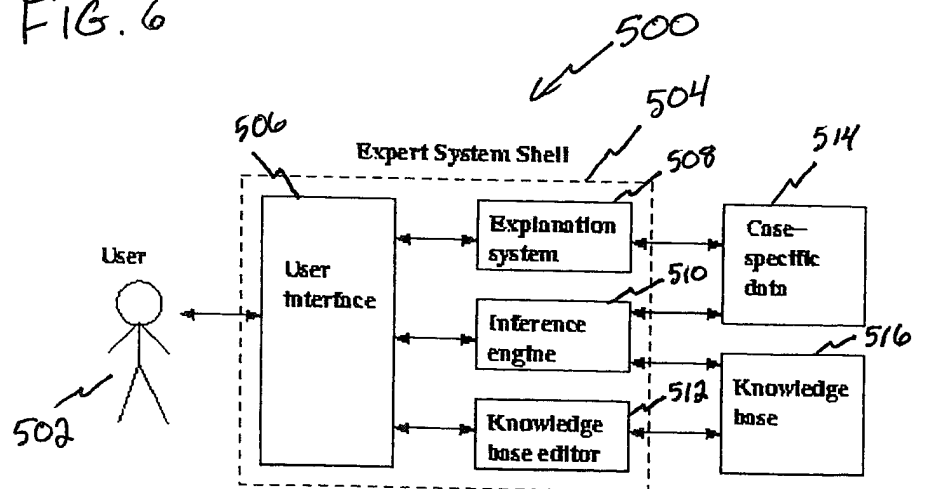 FIG. 6
500
504
506
Expert System Shell
508
514
User
User
interface
Explanation
system
Case-
specific
data
510
Inference
engine
516
512
Knowledge
base editor
Knowledge
base
502